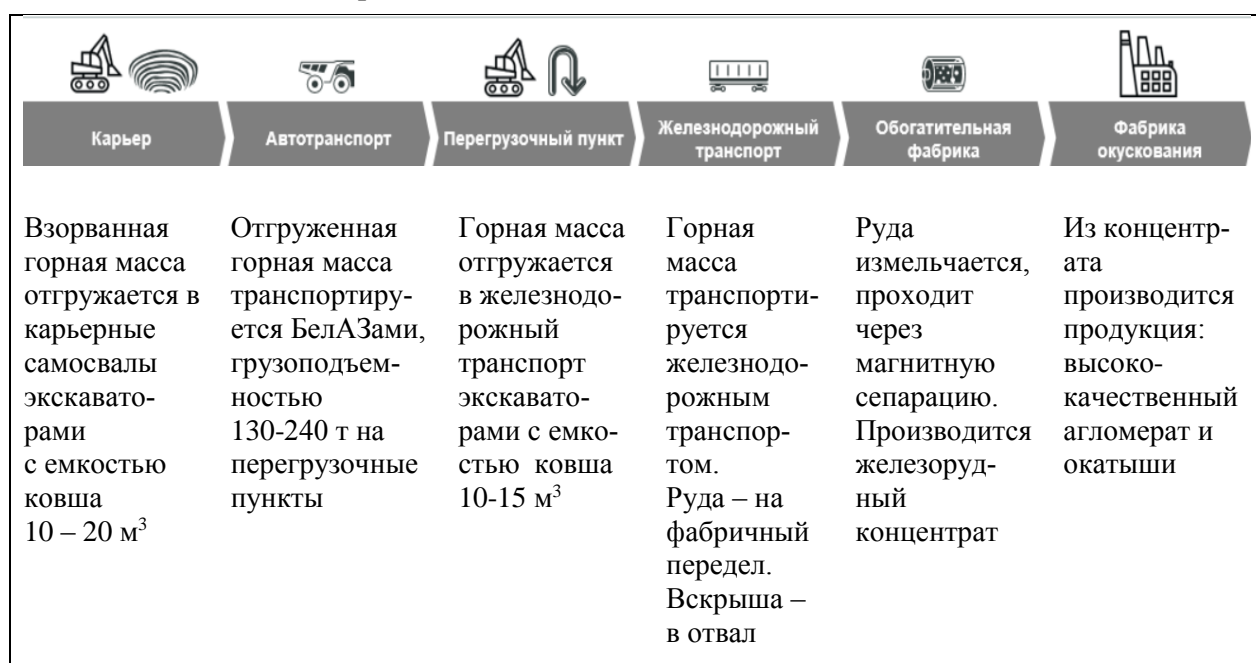 Карьер
Автотранспорт
Перегрузочный пункт
Железнодорожный
транспорт
Обогатительная
фабрика
Фабрика
окускования
Взорванная
горная масса
отгружается в
карьерные
самосвалы
экскавато-
рами
с емкостью
ковша
10 – 20 м³
Отгруженная
горная масса
транспортиру-
ется БелАЗами,
грузоподъем-
ностью
130-240 т на
перегрузочные
пункты
Горная масса
отгружается
в железнодо-
рожный
транспорт
экскавато-
рами с емко-
стью ковша
10-15 м³
Горная
масса
транспорти-
руется
железнодо-
рожным
транспор-
том.
Руда – на
фабричный
передел.
Вскрыша –
в отвал
Руда
измельчается,
проходит
через
магнитную
сепарацию.
Производится
железоруд-
ный
концентрат
Из концентр-
ата
производится
продукция:
высоко-
качественный
агломерат и
окатыши